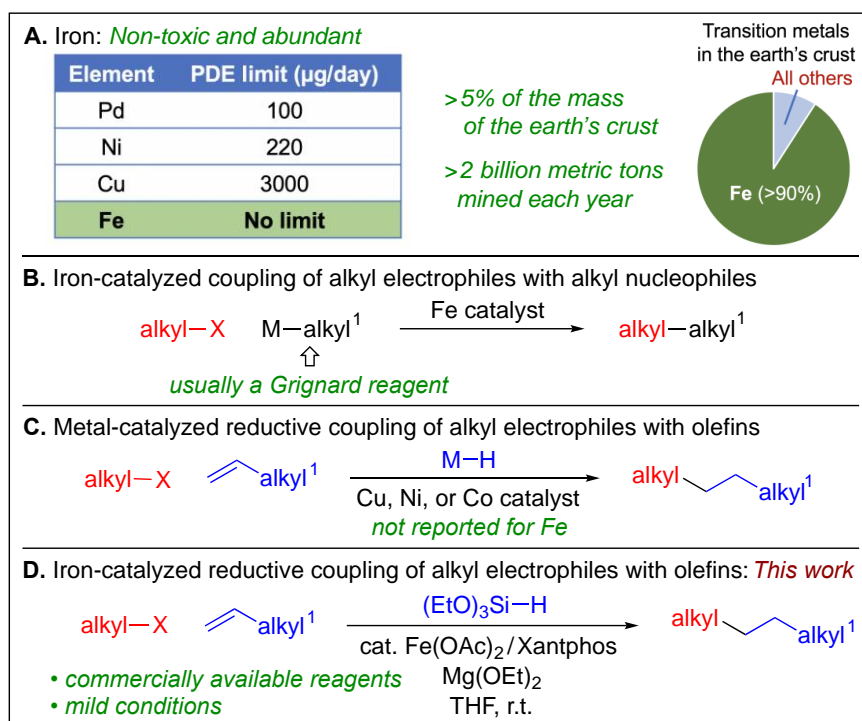 A. Iron: Non-toxic and abundant
Element PDE limit (µg/day)
Pd 100
Ni 220
Cu 3000
Fe No limit
>5% of the mass
of the earth's crust
>2 billion metric tons
mined each year
Transition metals
in the earth's crust
All others
Fe (>90%)
B. Iron-catalyzed coupling of alkyl electrophiles with alkyl nucleophiles
alkyl–X M–alkyl¹ Fe catalyst alkyl–alkyl¹
usually a Grignard reagent
C. Metal-catalyzed reductive coupling of alkyl electrophiles with olefins
M–H
alkyl–X alkyl¹ alkyl alkyl¹
Cu, Ni, or Co catalyst
not reported for Fe
D. Iron-catalyzed reductive coupling of alkyl electrophiles with olefins: This work
(EtO)₃Si–H
alkyl–X alkyl¹ alkyl alkyl¹
cat. Fe(OAc)₂/Xantphos
• commercially available reagents Mg(OEt)₂
• mild conditions THF, r.t.